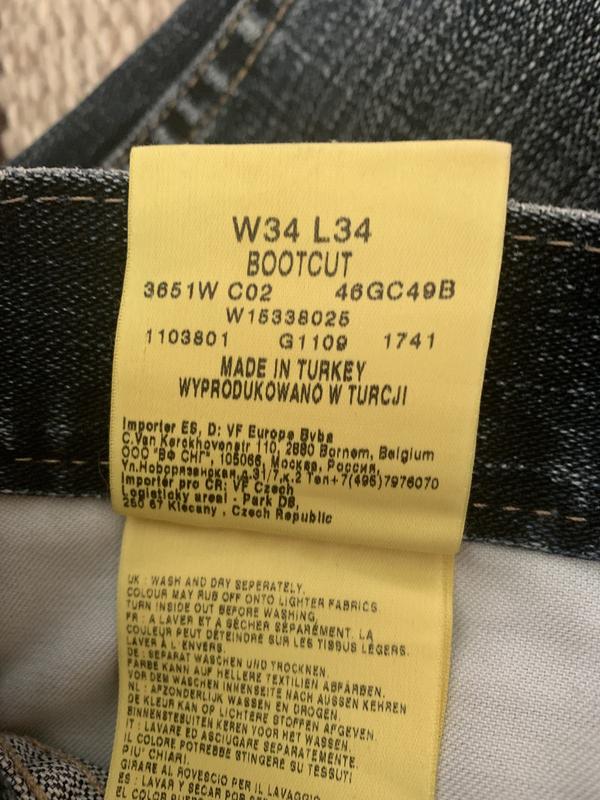 W34 L34
BOOTCUT
3651W C02 46GC49B
W15338025
1103801 G1109 1741
MADE IN TURKEY
WYPRODUKOWANO W TURCJI
Importer ES, D: VF Europe Bvba
C.Van Kerckhovenstr 110, 2880 Bornem, Belgium
ООО "ВФ СНГ", 105066, Москва, Россия,
Ул.Новорязанская,д.31/7,к.2 Тел+7(495)7976070
Importer pro CR: VF Czech
Logisticky areal - Park D8,
250 67 Klecany , Czech Republic
UK : WASH AND DRY SEPERATELY.
COLOUR MAY RUB OFF ONTO LIGHTER FABRICS.
TURN INSIDE OUT BEFORE WASHING.
FR : A LAVER ET A SÉCHER SÉPARÉMENT. LA
COULEUR PEUT DÉTEINDRE SUR LES TISSUS LÉGERS.
LAVER À L'ENVERS.
DE : SEPARAT WASCHEN UND TROCKNEN.
FARBE KANN AUF HELLERE TEXTILIEN ABFÄRBEN.
VOR DEM WASCHEN INNENSEITE NACH AUSSEN KEHREN
NL : AFZONDERLIJK WASSEN EN DROGEN.
DE KLEUR KAN OP LICHTERE STOFFEN AFGEVEN.
BINNENSTEBUITEN KEREN VOOR HET WASSEN.
IT : LAVARE ED ASCIUGARE SEPARATEMENTE.
IL COLORE POTREBBE STINGERE SU TESSUTI
PIU' CHIARI.
GIRARE AL ROVESCIO PER IL LAVAGGIO
ES : LAVAR Y SECAR POR
EL COLOR